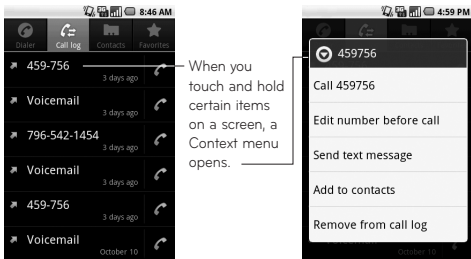 8:46 AM
Dialer Call log Contacts Favorites
459-756
3 days ago
Voicemail
3 days ago
796-542-1454
3 days ago
Voicemail
3 days ago
459-756
3 days ago
Voicemail
October 10
When you
touch and hold
certain items
on a screen, a
Context menu
opens.
4:59 PM
459756
Call 459756
Edit number before call
Send text message
Add to contacts
Remove from call log
October 10